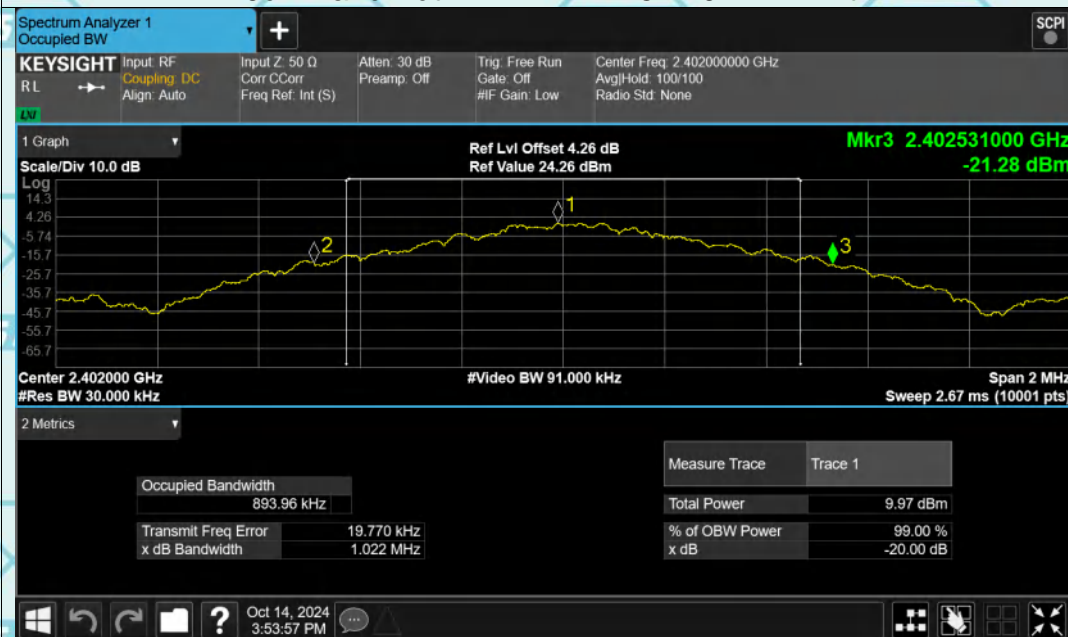 Spectrum Analyzer 1
Occupied BW
+
SCPI
KEYSIGHT
R L
LXI
Input: RF
Coupling: DC
Align: Auto
Input Z: 50 Ω
Corr CCorr
Freq Ref: Int (S)
Atten: 30 dB
Preamp: Off
Trig: Free Run
Gate: Off
#IF Gain: Low
Center Freq: 2.402000000 GHz
Avg|Hold: 100/100
Radio Std: None
1 Graph
Scale/Div 10.0 dB
Ref Lvl Offset 4.26 dB
Ref Value 24.26 dBm
Mkr3 2.402531000 GHz
-21.28 dBm
Log
14.3
4.26
-5.74
-15.7
-25.7
-35.7
-45.7
-55.7
-65.7
1
2
3
Center 2.402000 GHz
#Res BW 30.000 kHz
#Video BW 91.000 kHz
Span 2 MHz
Sweep 2.67 ms (10001 pts)
2 Metrics
Measure Trace Trace 1
Occupied Bandwidth
893.96 kHz
Total Power 9.97 dBm
Transmit Freq Error 19.770 kHz
% of OBW Power 99.00 %
x dB Bandwidth 1.022 MHz
x dB -20.00 dB
?
Oct 14, 2024
3:53:57 PM